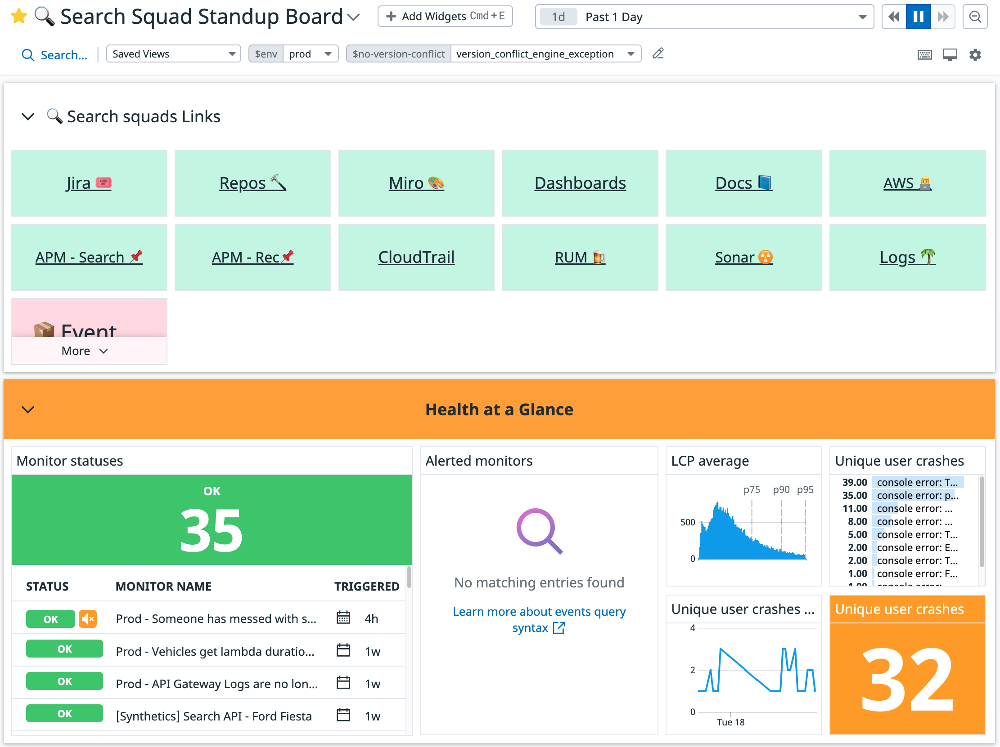 Search Squad Standup Board
Add Widgets Cmd+E
1d Past 1 Day
Search...
Saved Views
$env prod
$no-version-conflict version_conflict_engine_exception
Search squads Links
Jira
Repos
Miro
Dashboards
Docs
AWS
APM - Search
APM - Rec
CloudTrail
RUM
Sonar
Logs
Event
More
Health at a Glance
Monitor statuses
OK
35
STATUS MONITOR NAME TRIGGERED
OK Prod - Someone has messed with s... 4h
OK Prod - Vehicles get lambda duratio... 1w
OK Prod - API Gateway Logs are no lon... 1w
OK [Synthetics] Search API - Ford Fiesta 1w
Alerted monitors
No matching entries found
Learn more about events query
syntax
LCP average
p75 p90 p95
500
0
Unique user crashes
39.00 console error: T...
35.00 console error: p...
11.00 console error: ...
8.00 console error: ...
5.00 console error: T...
2.00 console error: E...
2.00 console error: T...
1.00 console error: F...
1.00 console error:
Unique user crashes ...
4
2
0
Tue 18
Unique user crashes
32